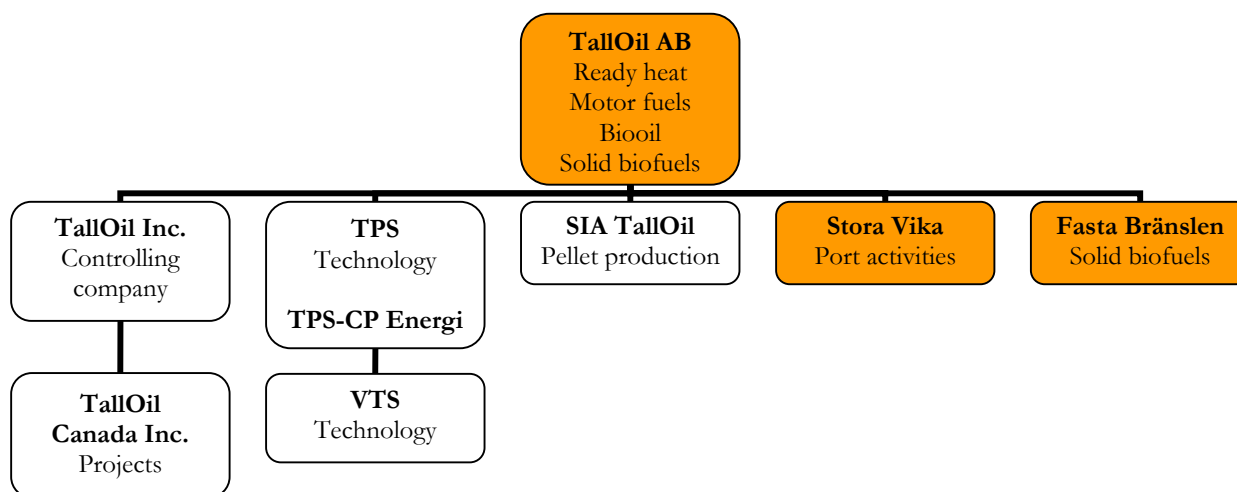 TallOil AB
Ready heat
Motor fuels
Biooil
Solid biofuels
TallOil Inc.
Controlling
company
TPS
Technology
TPS-CP Energi
SIA TallOil
Pellet production
Stora Vika
Port activities
Fasta Bränslen
Solid biofuels
TallOil
Canada Inc.
Projects
VTS
Technology